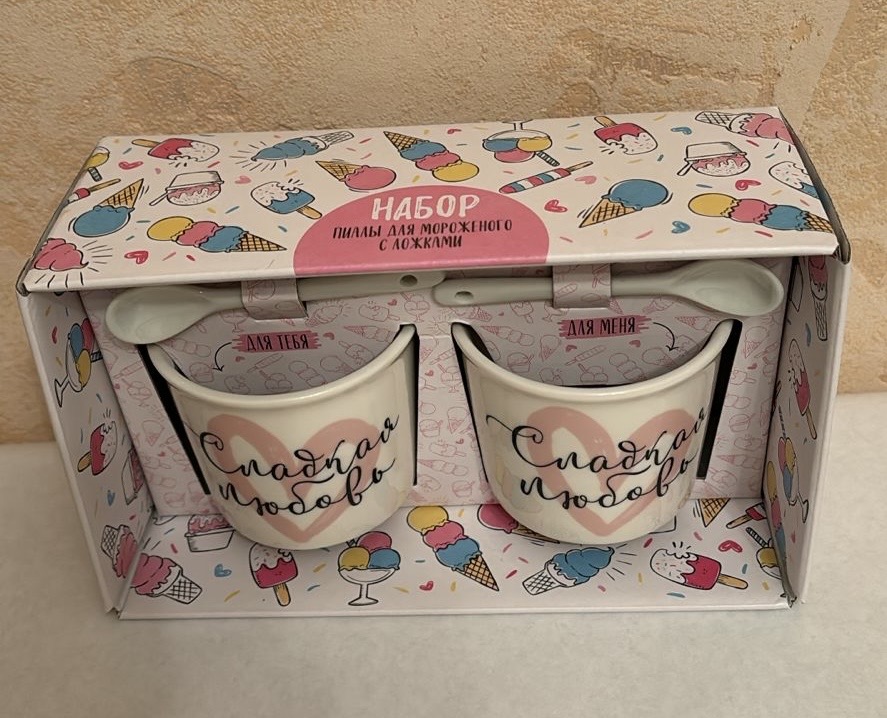 НАБОР
ПИАЛЫ ДЛЯ МОРОЖЕНОГО
С ЛОЖКАМИ
ДЛЯ ТЕБЯ
ДЛЯ МЕНЯ
Сладкая
любовь
Сладкая
любовь